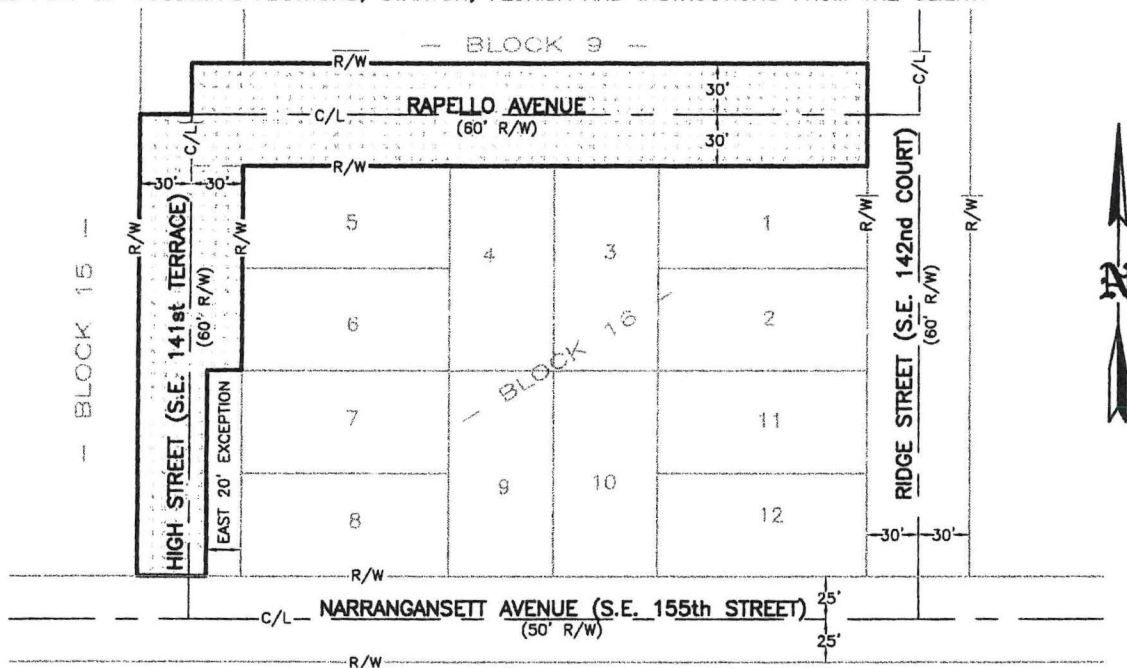 — BLOCK 9 —
R/W
C/L
RAPELLO AVENUE
(60' R/W)
C/L
30'
30'
C/L
R/W
30'
30'
R/W
R/W
R/W
R/W
— BLOCK 15 —
HIGH STREET (S.E. 141st TERRACE)
(60' R/W)
EAST 20' EXCEPTION
5
4
3
1
6
2
— BLOCK 16 —
7
11
9
10
8
12
RIDGE STREET (S.E. 142nd COURT)
(60' R/W)
30'
30'
N
R/W
NARRANGANSETT AVENUE (S.E. 155th STREET)
C/L
(50' R/W)
25'
25'
R/W